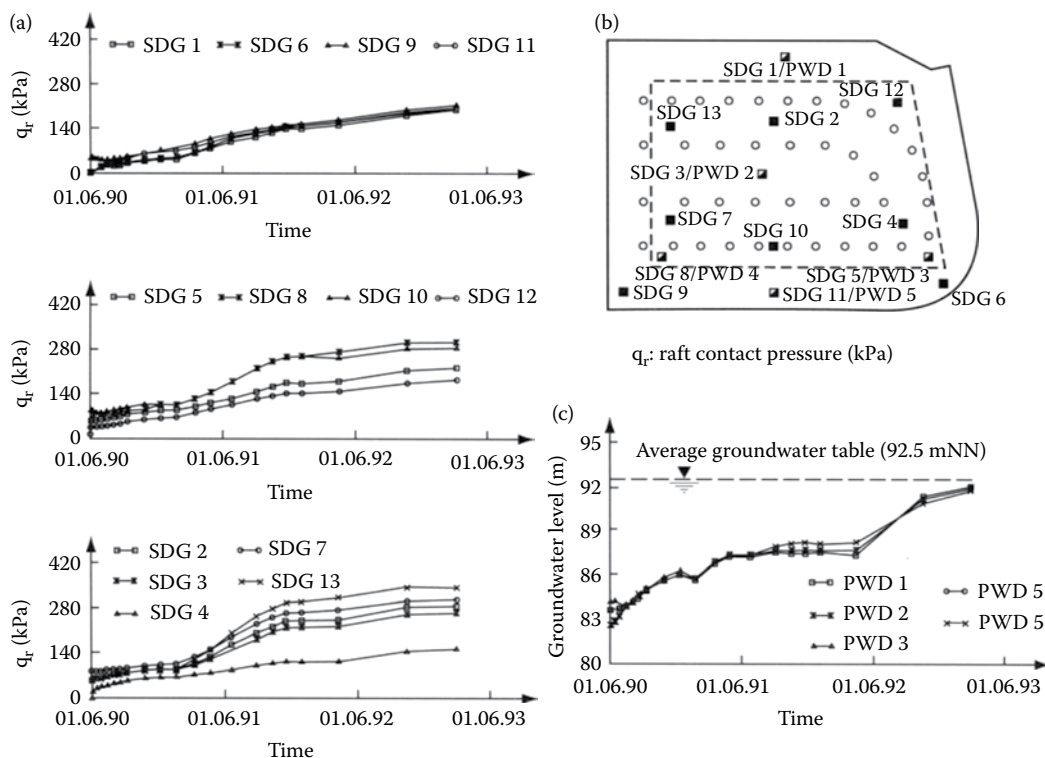 (a)
420
280
140
0
q_r (kPa)
SDG 1 SDG 6 SDG 9 SDG 11
01.06.90 01.06.91 01.06.92 01.06.93
Time
420
280
140
0
q_r (kPa)
SDG 5 SDG 8 SDG 10 SDG 12
01.06.90 01.06.91 01.06.92 01.06.93
Time
420
280
140
0
q_r (kPa)
SDG 2 SDG 7
SDG 3 SDG 13
SDG 4
01.06.90 01.06.91 01.06.92 01.06.93
Time
(b)
SDG 1/PWD 1
SDG 12
SDG 13
SDG 2
SDG 3/PWD 2
SDG 7
SDG 10
SDG 4
SDG 8/PWD 4
SDG 5/PWD 3
SDG 9
SDG 11/PWD 5
SDG 6
q_r: raft contact pressure (kPa)
(c)
95
92
89
86
83
80
Groundwater level (m)
Average groundwater table (92.5 mNN)
PWD 1
PWD 2
PWD 3
PWD 5
PWD 5
01.06.90 01.06.91 01.06.92 01.06.93
Time